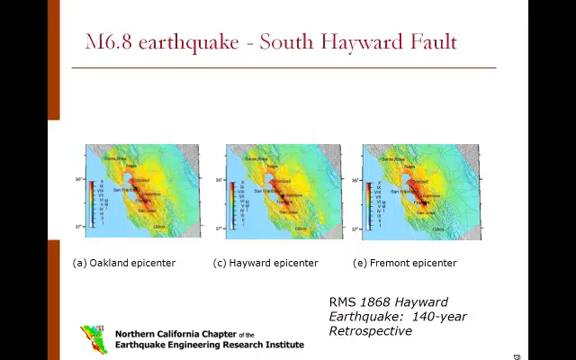 M6.8 earthquake - South Hayward Fault
(a) Oakland epicenter
(c) Hayward epicenter
(e) Fremont epicenter
RMS 1868 Hayward
Earthquake: 140-year
Retrospective
Northern California Chapter of the
Earthquake Engineering Research Institute